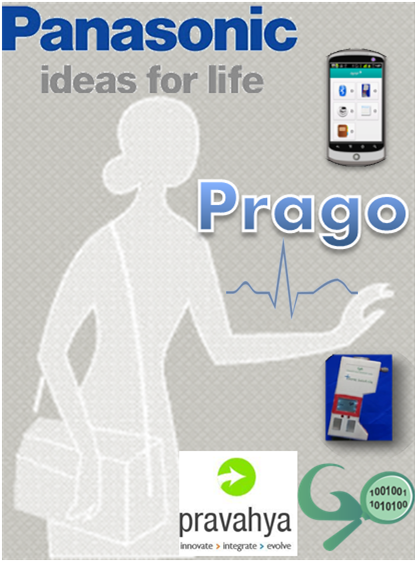 Panasonic
ideas for life
Prago
pravahya
innovate > integrate > evolve
1001001
1010100